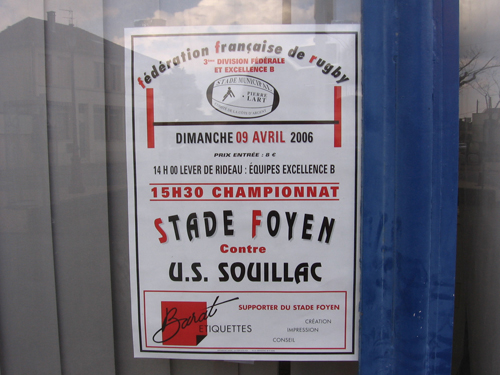 fédération française de rugby
3ème DIVISION FÉDÉRALE
ET EXCELLENCE B
STADE MUNICIPAL
PIERRE
LART
DIMANCHE 09 AVRIL 2006
PRIX ENTRÉE : 8 €
14 H 00 LEVER DE RIDEAU : ÉQUIPES EXCELLENCE B
15H30 CHAMPIONNAT
STADE FOYEN
Contre
U.S. SOUILLAC
SUPPORTER DU STADE FOYEN
Barat
ETIQUETTES
CRÉATION
IMPRESSION
CONSEIL